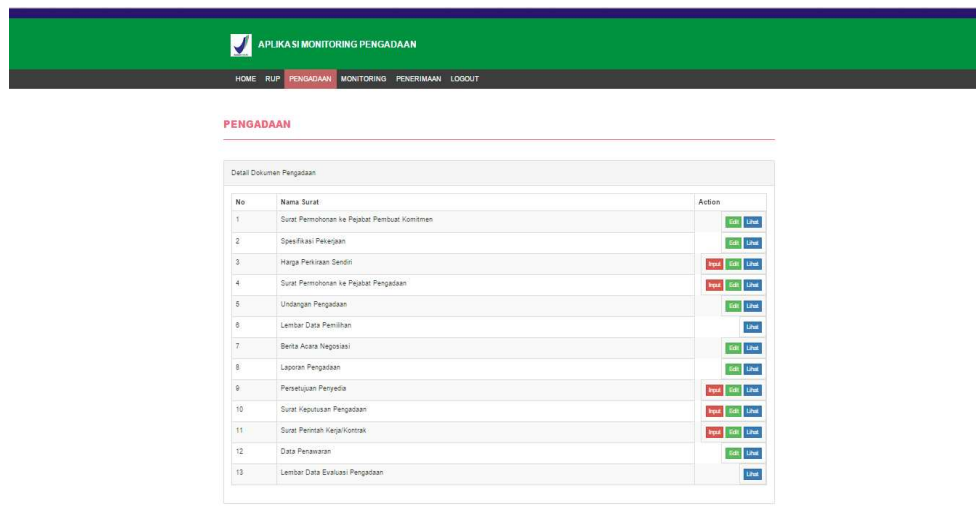 APLIKASI MONITORING PENGADAAN
HOME RUP PENGADAAN MONITORING PENERIMAAN LOGOUT
PENGADAAN
Detail Dokumen Pengadaan
No Nama Surat Action
1 Surat Permohonan ke Pejabat Pembuat Komitmen Edit Lihat
2 Spesifikasi Pekerjaan Edit Lihat
3 Harga Perkiraan Sendiri Input Edit Lihat
4 Surat Permohonan ke Pejabat Pengadaan Input Edit Lihat
5 Undangan Pengadaan Edit Lihat
6 Lembar Data Pemilihan Lihat
7 Berita Acara Negosiasi Edit Lihat
8 Laporan Pengadaan Edit Lihat
9 Persetujuan Penyedia Input Edit Lihat
10 Surat Keputusan Pengadaan Input Edit Lihat
11 Surat Perintah Kerja/Kontrak Input Edit Lihat
12 Data Penawaran Edit Lihat
13 Lembar Data Evaluasi Pengadaan Lihat